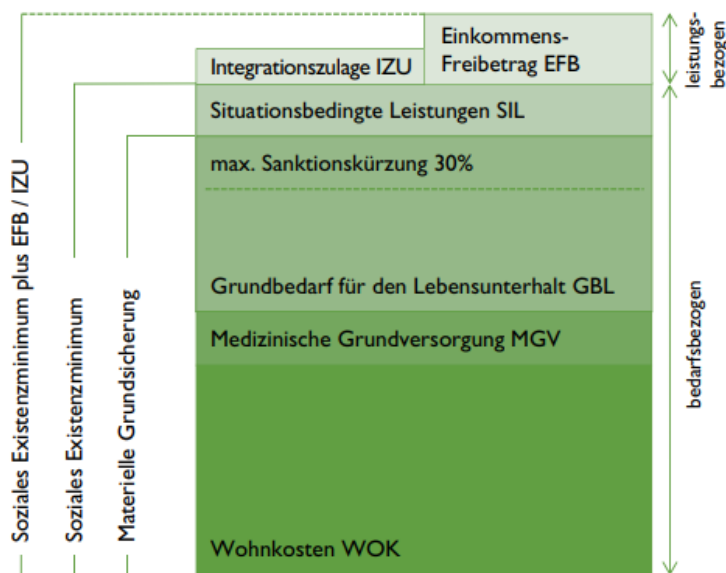 Einkommens-
Freibetrag EFB
Integrationszulage IZU
Situationsbedingte Leistungen SIL
max. Sanktionskürzung 30%
Grundbedarf für den Lebensunterhalt GBL
Medizinische Grundversorgung MGV
Wohnkosten WOK
Soziales Existenzminimum plus EFB / IZU
Soziales Existenzminimum
Materielle Grundsicherung
leistungs-
bezogen
bedarfsbezogen